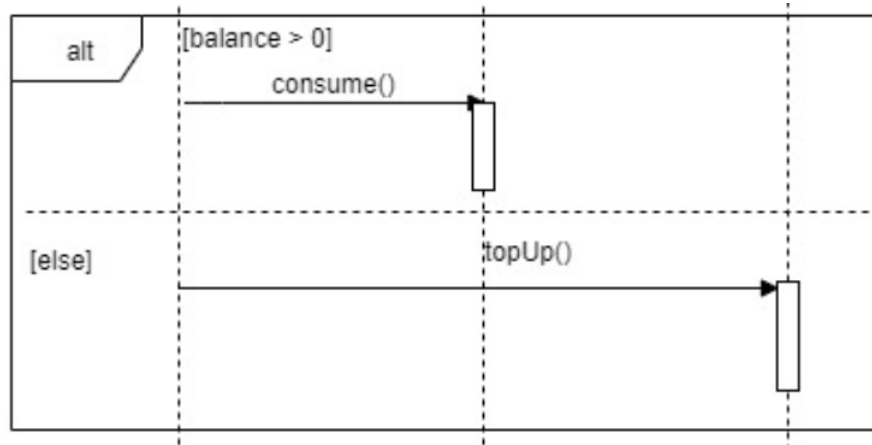 alt
[balance > 0]
consume()
topUp()
[else]